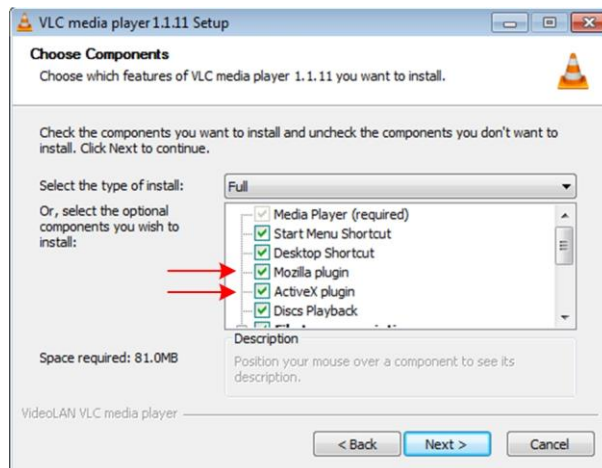 VLC media player 1.1.11 Setup
Choose Components
Choose which features of VLC media player 1.1.11 you want to install.
Check the components you want to install and uncheck the components you don't want to
install. Click Next to continue.
Select the type of install:
Full
Or, select the optional
components you wish to
install:
Media Player (required)
Start Menu Shortcut
Desktop Shortcut
Mozilla plugin
ActiveX plugin
Discs Playback
Space required: 81.0MB
Description
Position your mouse over a component to see its
description.
VideoLAN VLC media player
< Back
Next >
Cancel